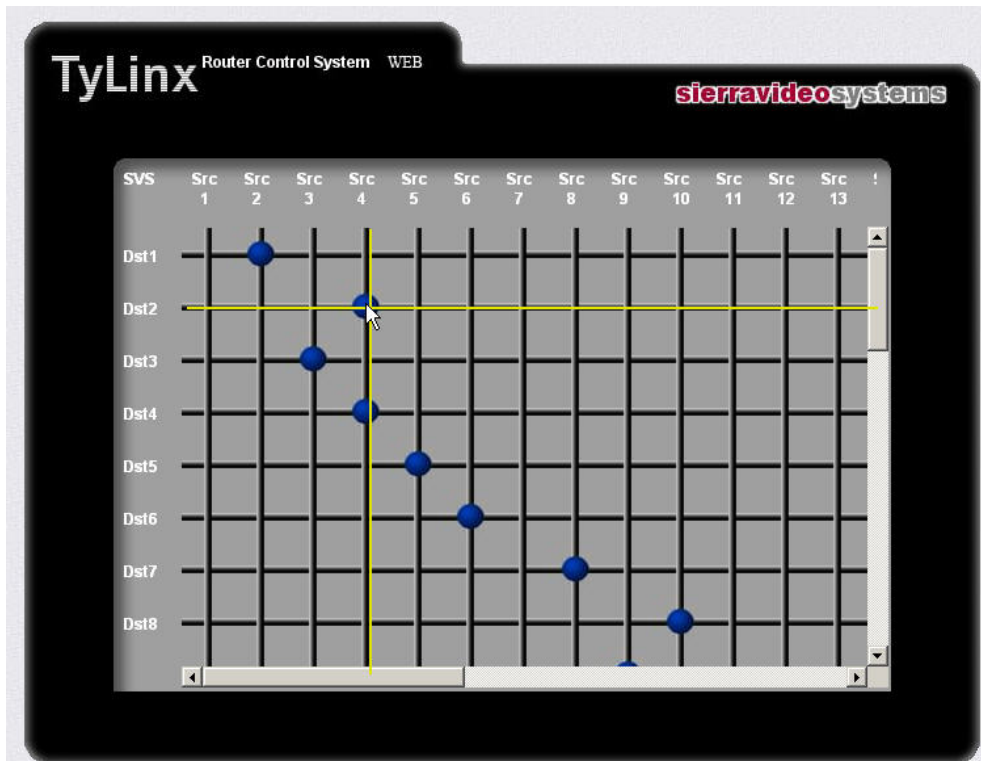 TyLinx Router Control System WEB
sierravideosystems
SVS Src 1 Src 2 Src 3 Src 4 Src 5 Src 6 Src 7 Src 8 Src 9 Src 10 Src 11 Src 12 Src 13
Dst1
Dst2
Dst3
Dst4
Dst5
Dst6
Dst7
Dst8